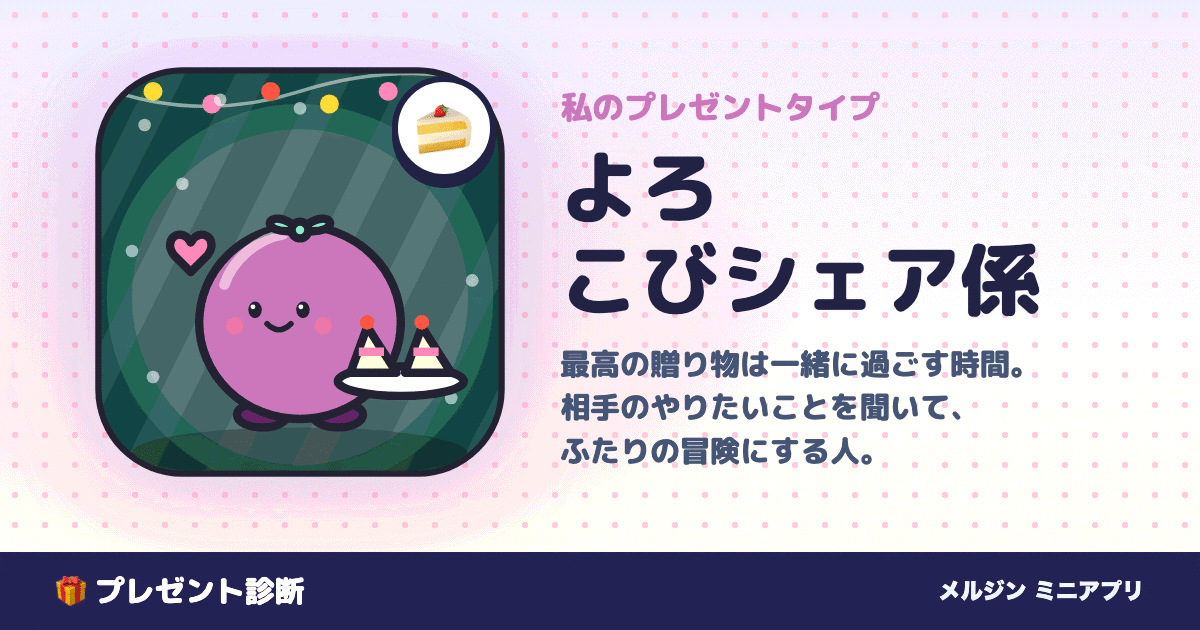 私のプレゼントタイプ
よろ
こびシェア係
最高の贈り物は一緒に過ごす時間。
相手のやりたいことを聞いて、
ふたりの冒険にする人。
プレゼント診断
メルジン ミニアプリ